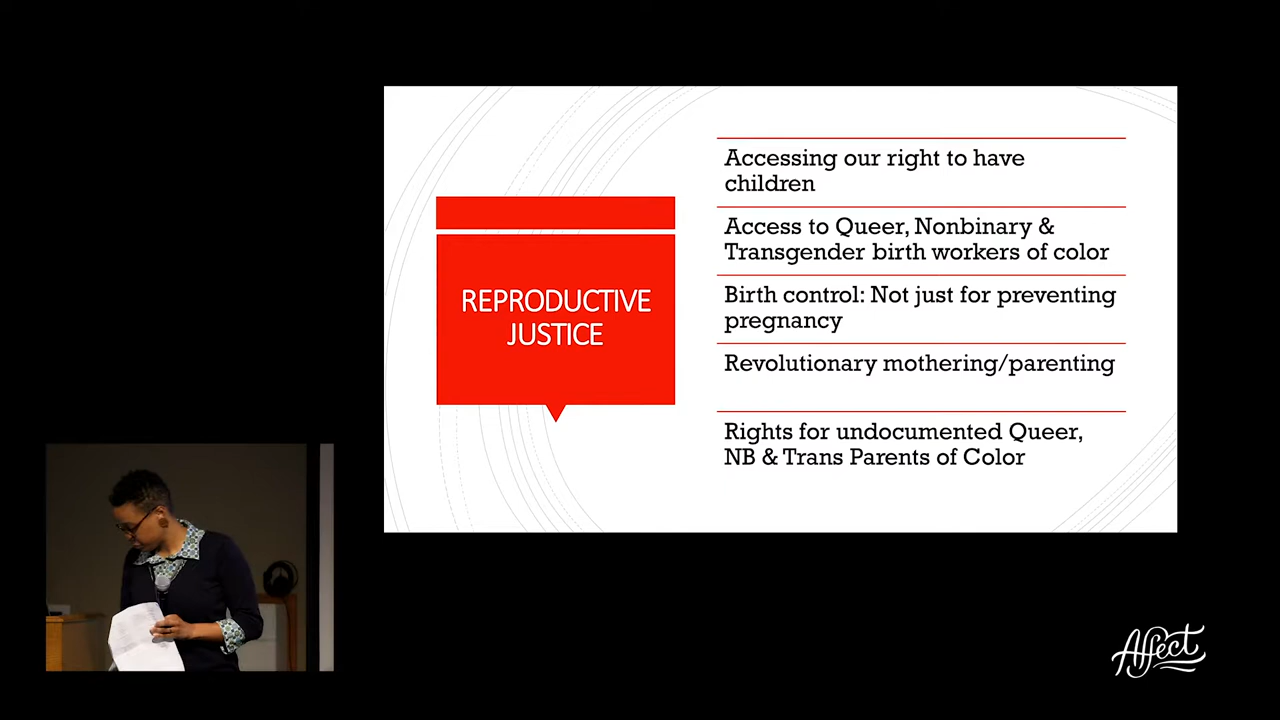 REPRODUCTIVE
JUSTICE
Accessing our right to have
children
Access to Queer, Nonbinary &
Transgender birth workers of color
Birth control: Not just for preventing
pregnancy
Revolutionary mothering/parenting
Rights for undocumented Queer,
NB & Trans Parents of Color
Affect